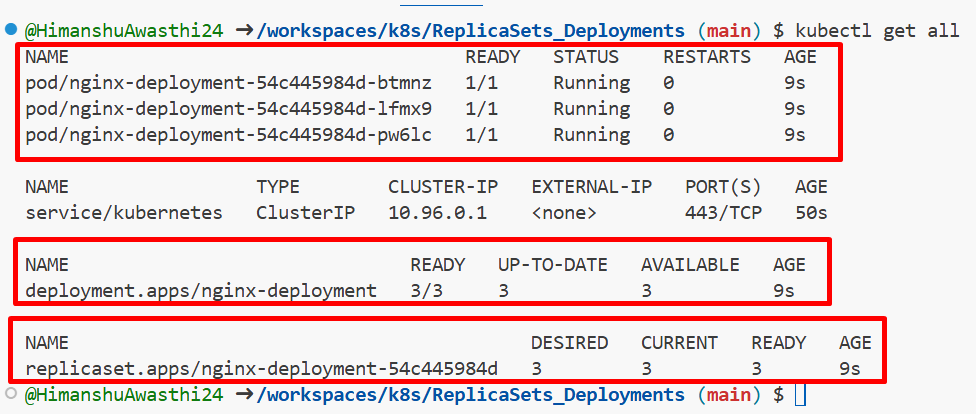 @HimanshuAwasthi24 ➜/workspaces/k8s/ReplicaSets_Deployments (main) $ kubectl get all
NAME READY STATUS RESTARTS AGE
pod/nginx-deployment-54c445984d-btmnz 1/1 Running 0 9s
pod/nginx-deployment-54c445984d-lfmx9 1/1 Running 0 9s
pod/nginx-deployment-54c445984d-pw6lc 1/1 Running 0 9s
NAME TYPE CLUSTER-IP EXTERNAL-IP PORT(S) AGE
service/kubernetes ClusterIP 10.96.0.1 <none> 443/TCP 50s
NAME READY UP-TO-DATE AVAILABLE AGE
deployment.apps/nginx-deployment 3/3 3 3 9s
NAME DESIRED CURRENT READY AGE
replicaset.apps/nginx-deployment-54c445984d 3 3 3 9s
@HimanshuAwasthi24 ➜/workspaces/k8s/ReplicaSets_Deployments (main) $